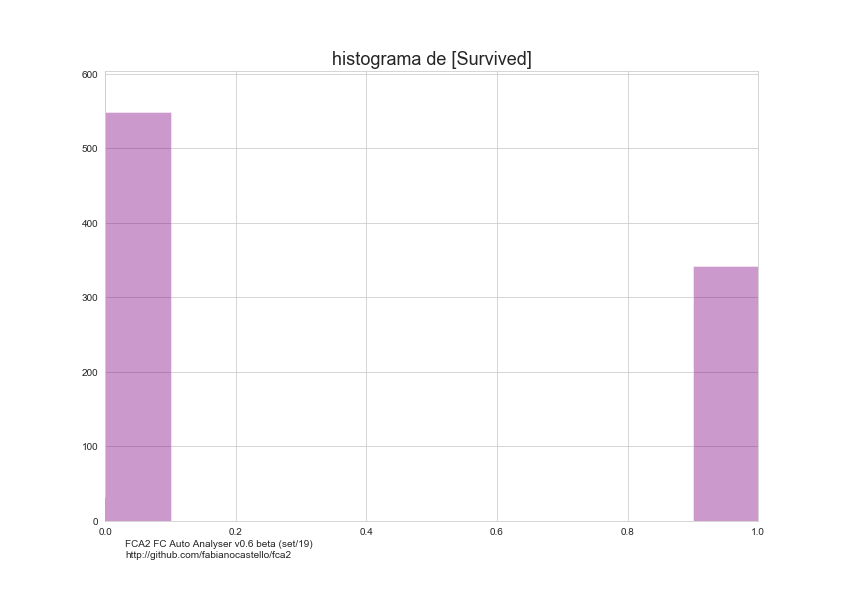 histograma de [Survived]
600
500
400
300
200
100
0
0.0 0.2 0.4 0.6 0.8 1.0
FCA2 FC Auto Analyser v0.6 beta (set/19)
http://github.com/fabianocastello/fca2